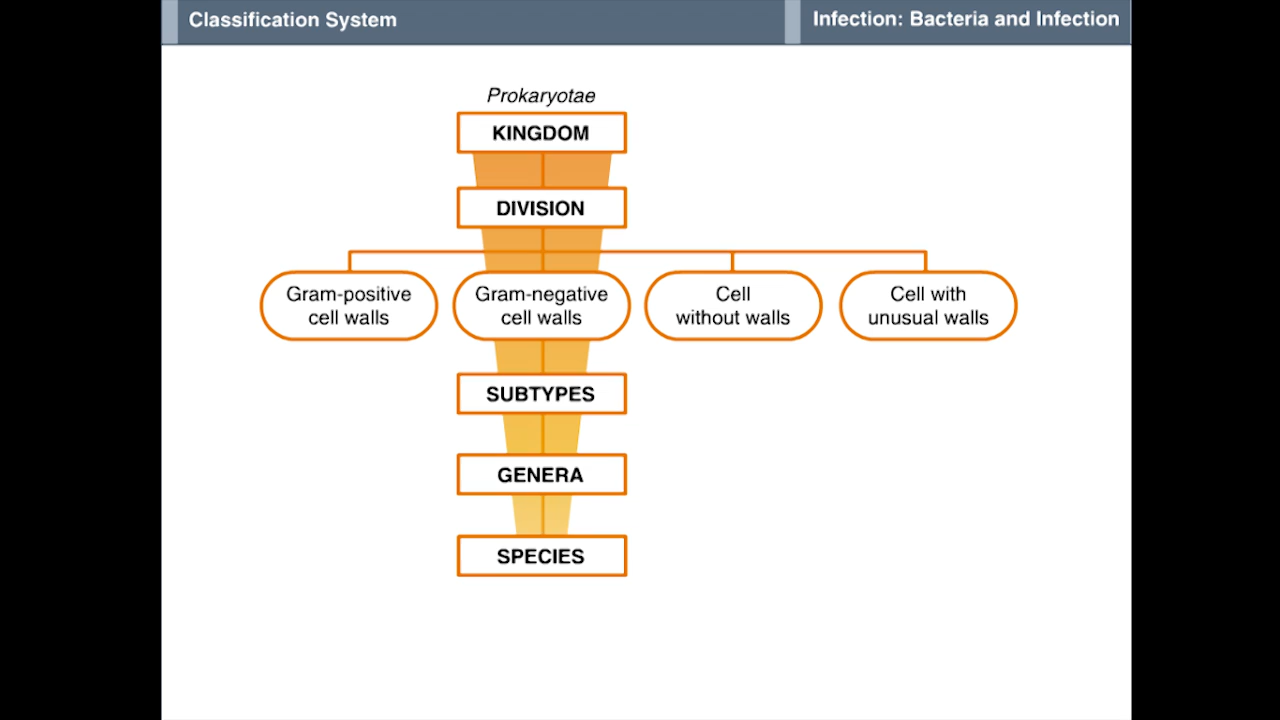 Classification System
Infection: Bacteria and Infection
Prokaryotae
KINGDOM
DIVISION
Gram-positive
cell walls
Gram-negative
cell walls
Cell
without walls
Cell with
unusual walls
SUBTYPES
GENERA
SPECIES